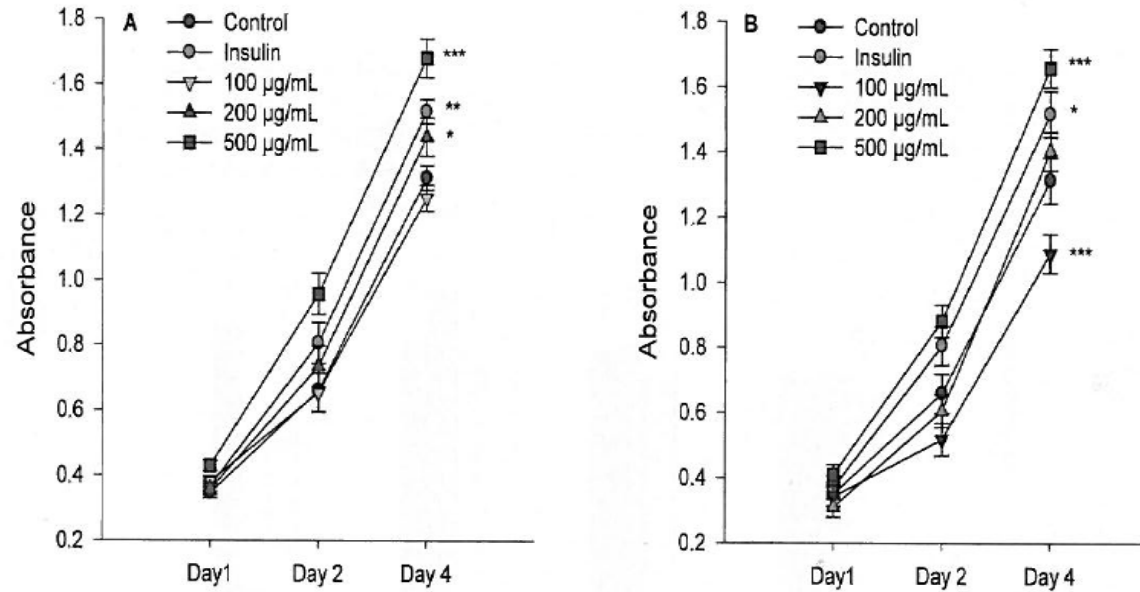 A
Control
Insulin
100 µg/mL
200 µg/mL
500 µg/mL
1.8
1.6
1.4
1.2
1.0
0.8
0.6
0.4
0.2
Absorbance
***
**
*
Day1
Day 2
Day 4
B
Control
Insulin
100 µg/mL
200 µg/mL
500 µg/mL
1.8
1.6
1.4
1.2
1.0
0.8
0.6
0.4
0.2
Absorbance
***
*
***
Day1
Day 2
Day 4